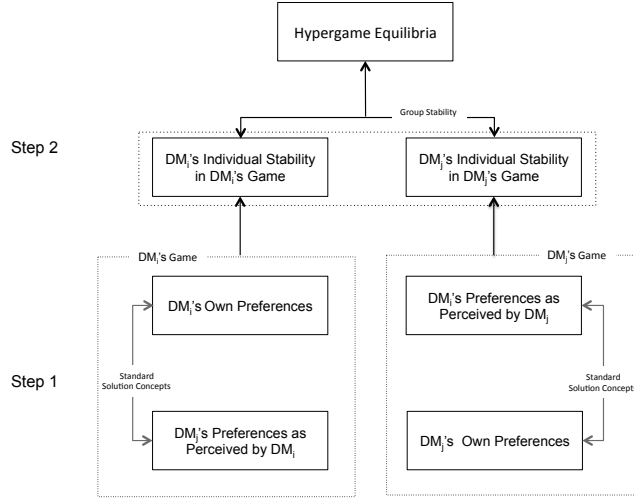 Hypergame Equilibria
Group Stability
Step 2
DMi's Individual Stability
in DMi's Game
DMj's Individual Stability
in DMj's Game
DMi's Game
DMj's Game
DMi's Own Preferences
DMi's Preferences as
Perceived by DMj
Step 1
Standard
Solution Concepts
Standard
Solution Concepts
DMj's Preferences as
Perceived by DMi
DMj's Own Preferences